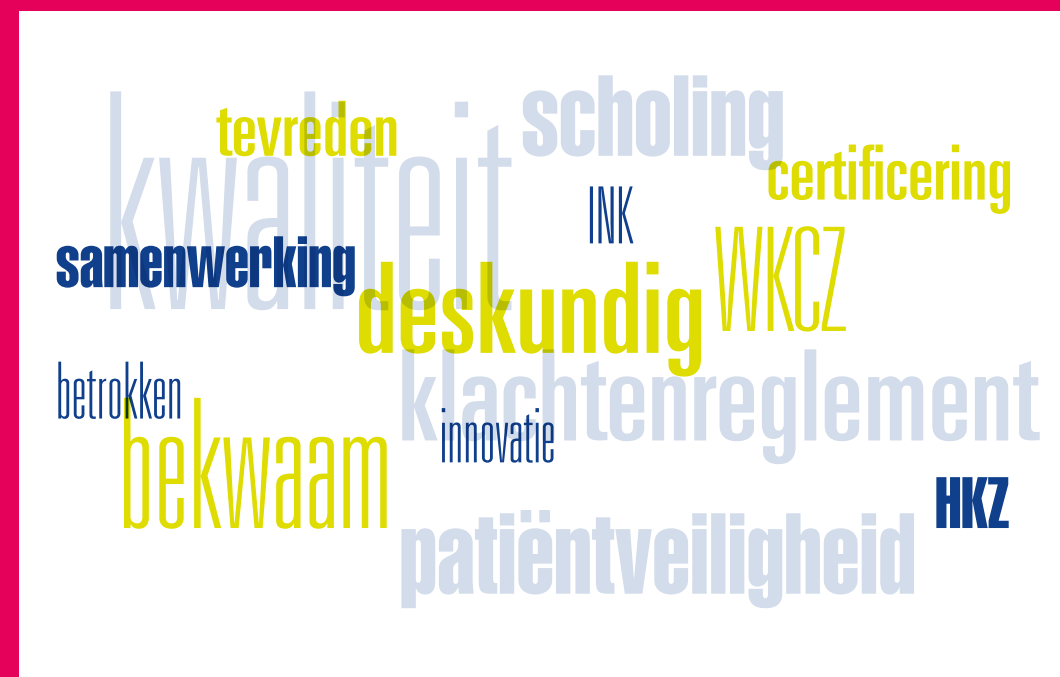 scholing
tevreden
kwaliteit
certificering
INK
WKCZ
samenwerking
deskundig
betrokken
klachtenreglement
bekwaam
innovatie
HKZ
patiëntveiligheid